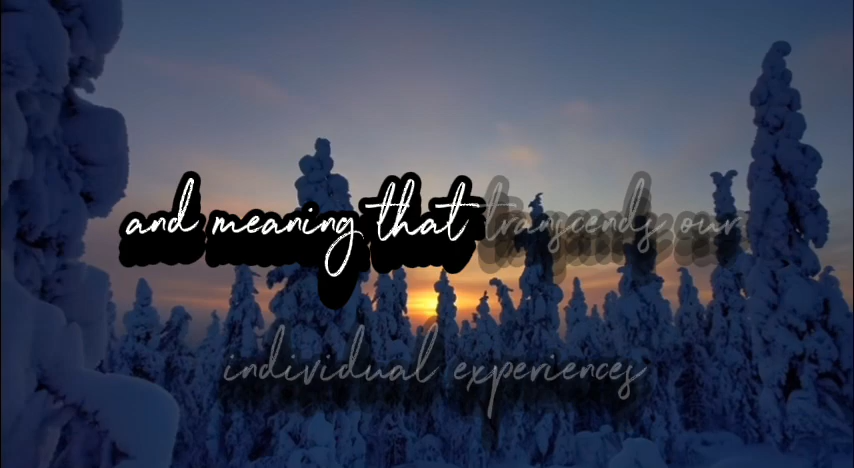 and meaning that transcends our
individual experiences